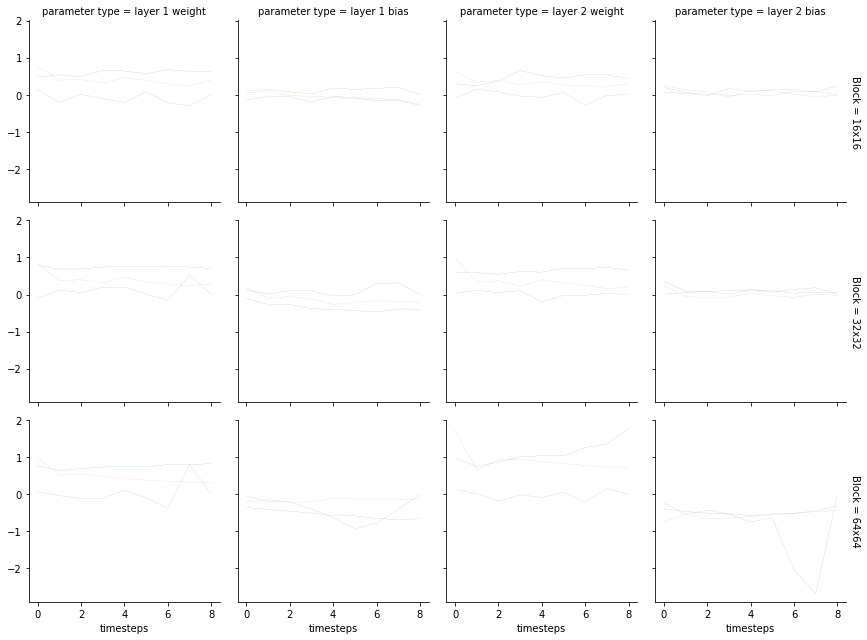 parameter type = layer 1 weight
parameter type = layer 1 bias
parameter type = layer 2 weight
parameter type = layer 2 bias
2
1
0
−1
−2
Block = 16x16
2
1
0
−1
−2
Block = 32x32
2
1
0
−1
−2
Block = 64x64
0 2 4 6 8
0 2 4 6 8
0 2 4 6 8
0 2 4 6 8
timesteps
timesteps
timesteps
timesteps